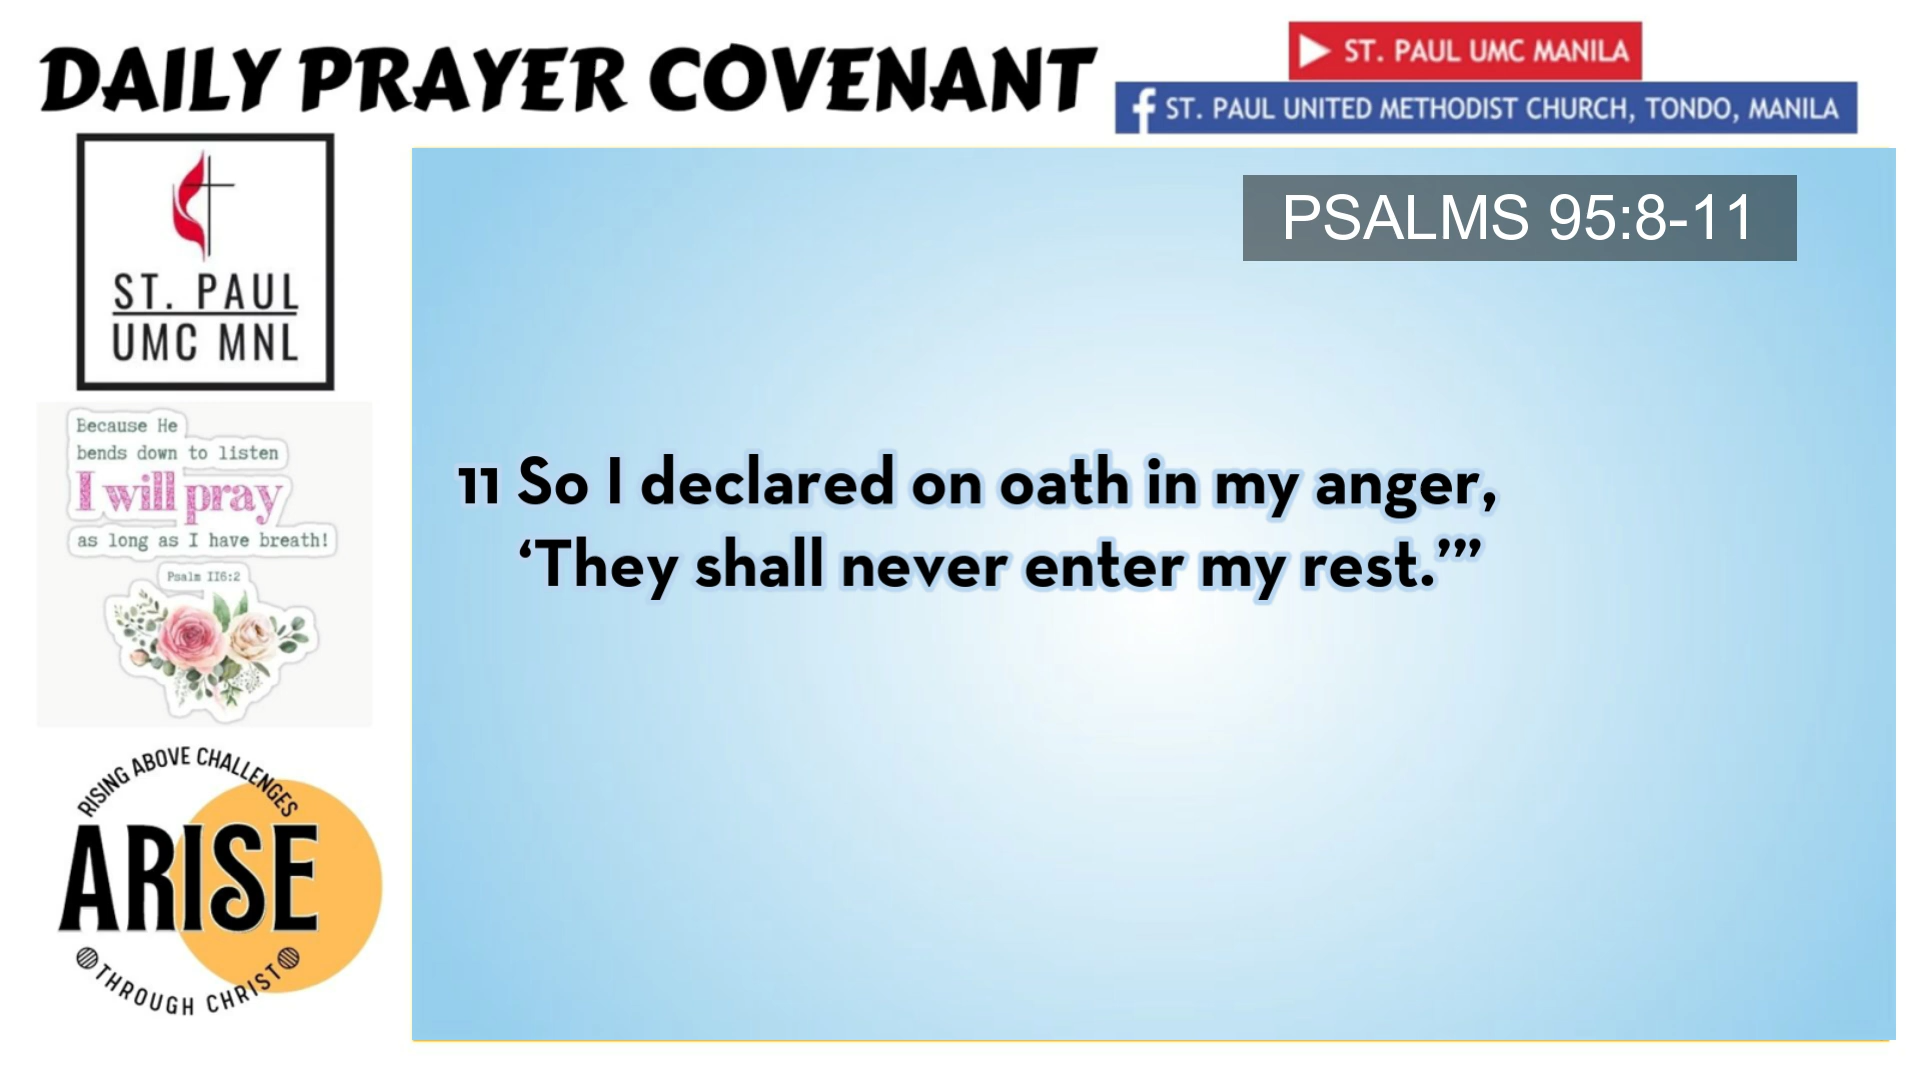 DAILY PRAYER COVENANT
ST. PAUL UMC MANILA
f ST. PAUL UNITED METHODIST CHURCH, TONDO, MANILA
ST. PAUL
UMC MNL
Because He
bends down to listen
I will pray
as long as I have breath!
Psalm 116:2
RISING ABOVE CHALLENGES
ARISE
THROUGH CHRIST
PSALMS 95:8-11
11 So I declared on oath in my anger,
‘They shall never enter my rest.’”